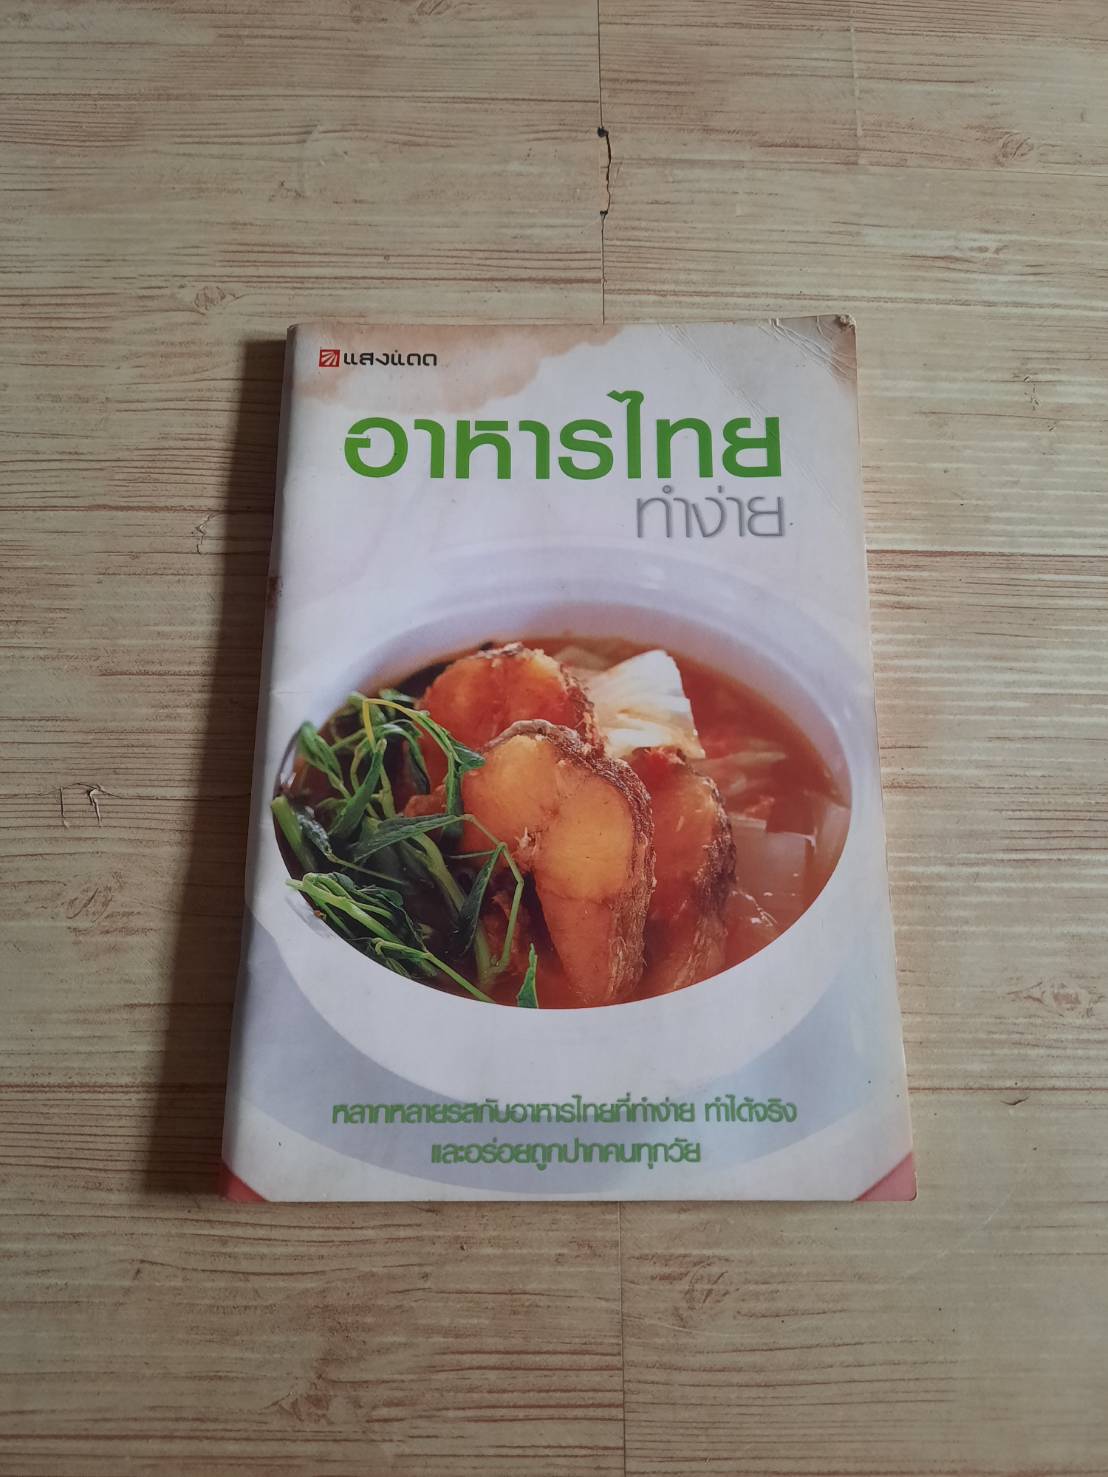 แสงแดด
อาหารไทย
ทำง่าย
หลากหลายรสกับอาหารไทยที่ทำง่าย ทำได้จริง
และอร่อยถูกปากคนทุกวัย